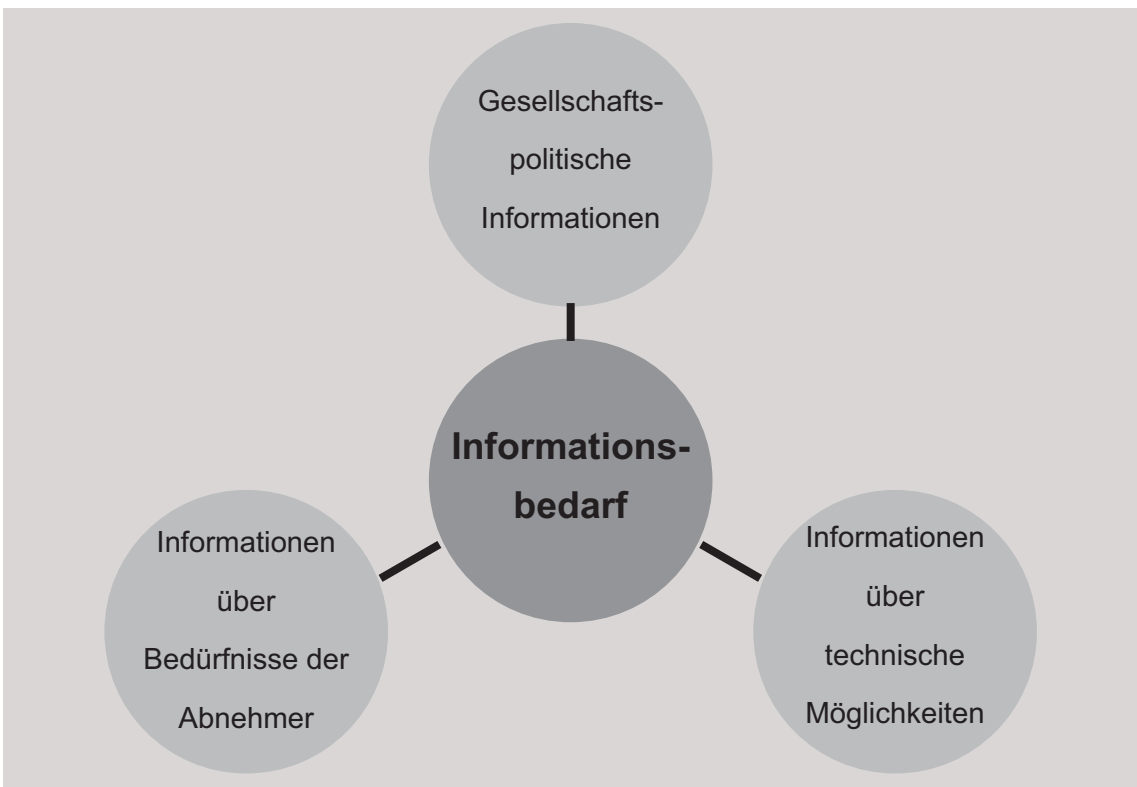 Gesellschafts-
politische
Informationen
Informations-
bedarf
Informationen
über
Bedürfnisse der
Abnehmer
Informationen
über
technische
Möglichkeiten